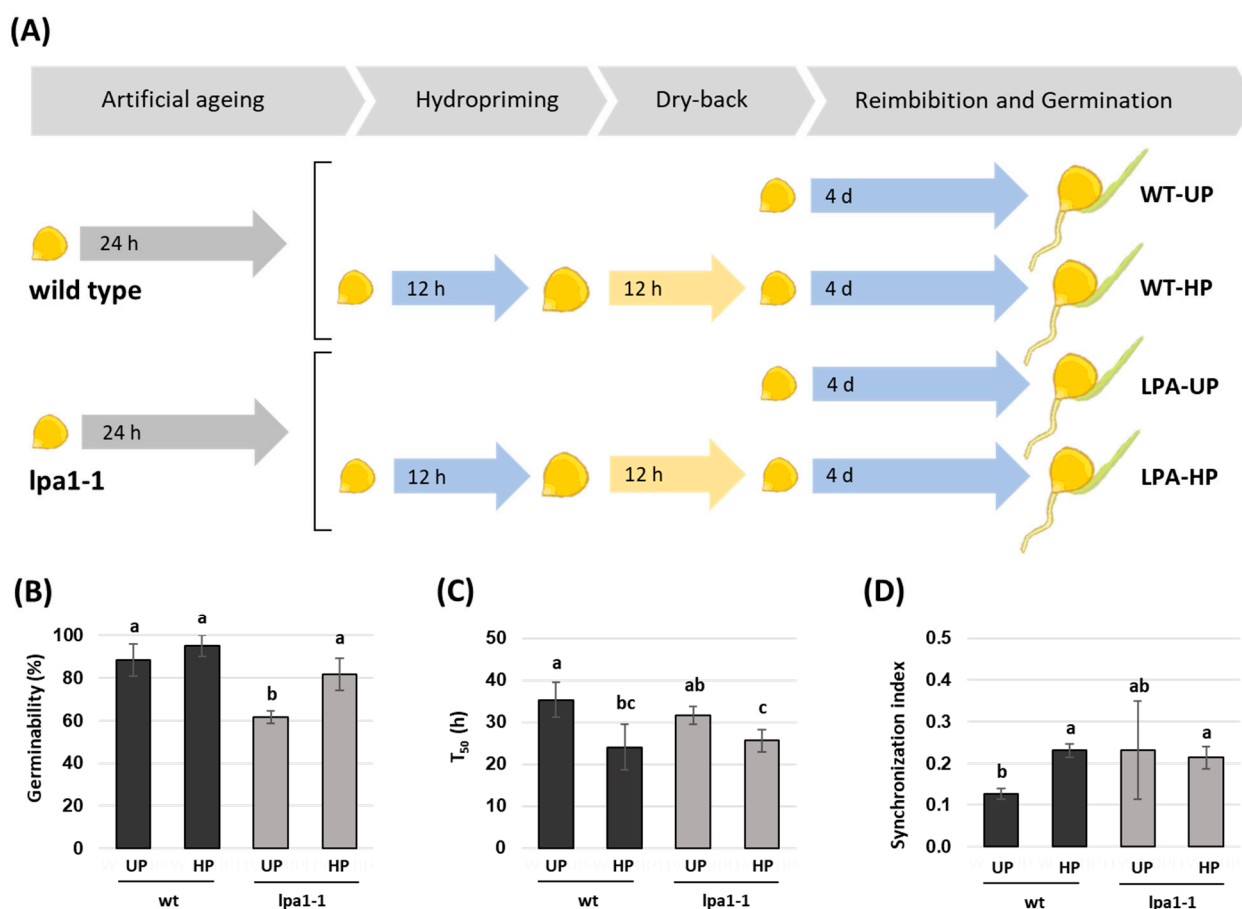 (A)
Artificial ageing
Hydropriming
Dry-back
Reimbibition and Germination
4 d
WT-UP
24 h
wild type
12 h
12 h
4 d
WT-HP
4 d
LPA-UP
24 h
lpa1-1
12 h
12 h
4 d
LPA-HP
(B)
Germinability (%)
100
80
60
40
20
0
a
a
b
a
UP HP UP HP
wt lpa1-1
(C)
T50 (h)
50
40
30
20
10
0
a
bc
ab
c
UP HP UP HP
wt lpa1-1
(D)
Synchronization index
0.5
0.4
0.3
0.2
0.1
0.0
b
a
ab
a
UP HP UP HP
wt lpa1-1